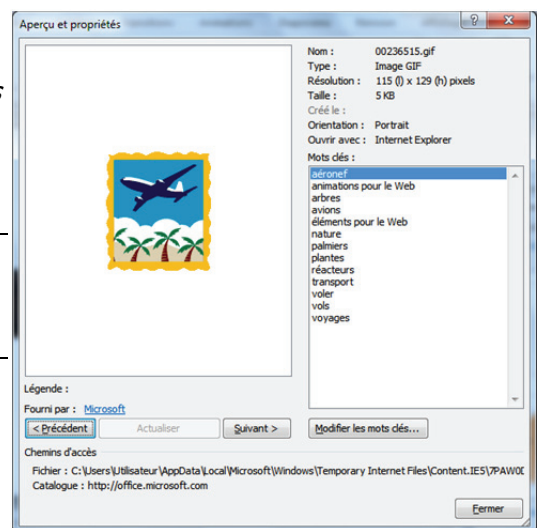 Aperçu et propriétés
Nom : 00236515.gif
Type : Image GIF
Résolution : 115 (l) x 129 (h) pixels
Taille : 5 KB
Créé le :
Orientation : Portrait
Ouvrir avec : Internet Explorer
Mots clés :
aéronef
animations pour le Web
arbres
avions
éléments pour le Web
nature
palmiers
plantes
réacteurs
transport
voler
vols
voyages
Légende :
Fourni par : Microsoft
< Précédent Actualiser Suivant > Modifier les mots clés...
Chemins d'accès
Fichier : C:\Users\Utilisateur\AppData\Local\Microsoft\Windows\Temporary Internet Files\Content.IE5\7PAW0
Catalogue : http://office.microsoft.com
Fermer